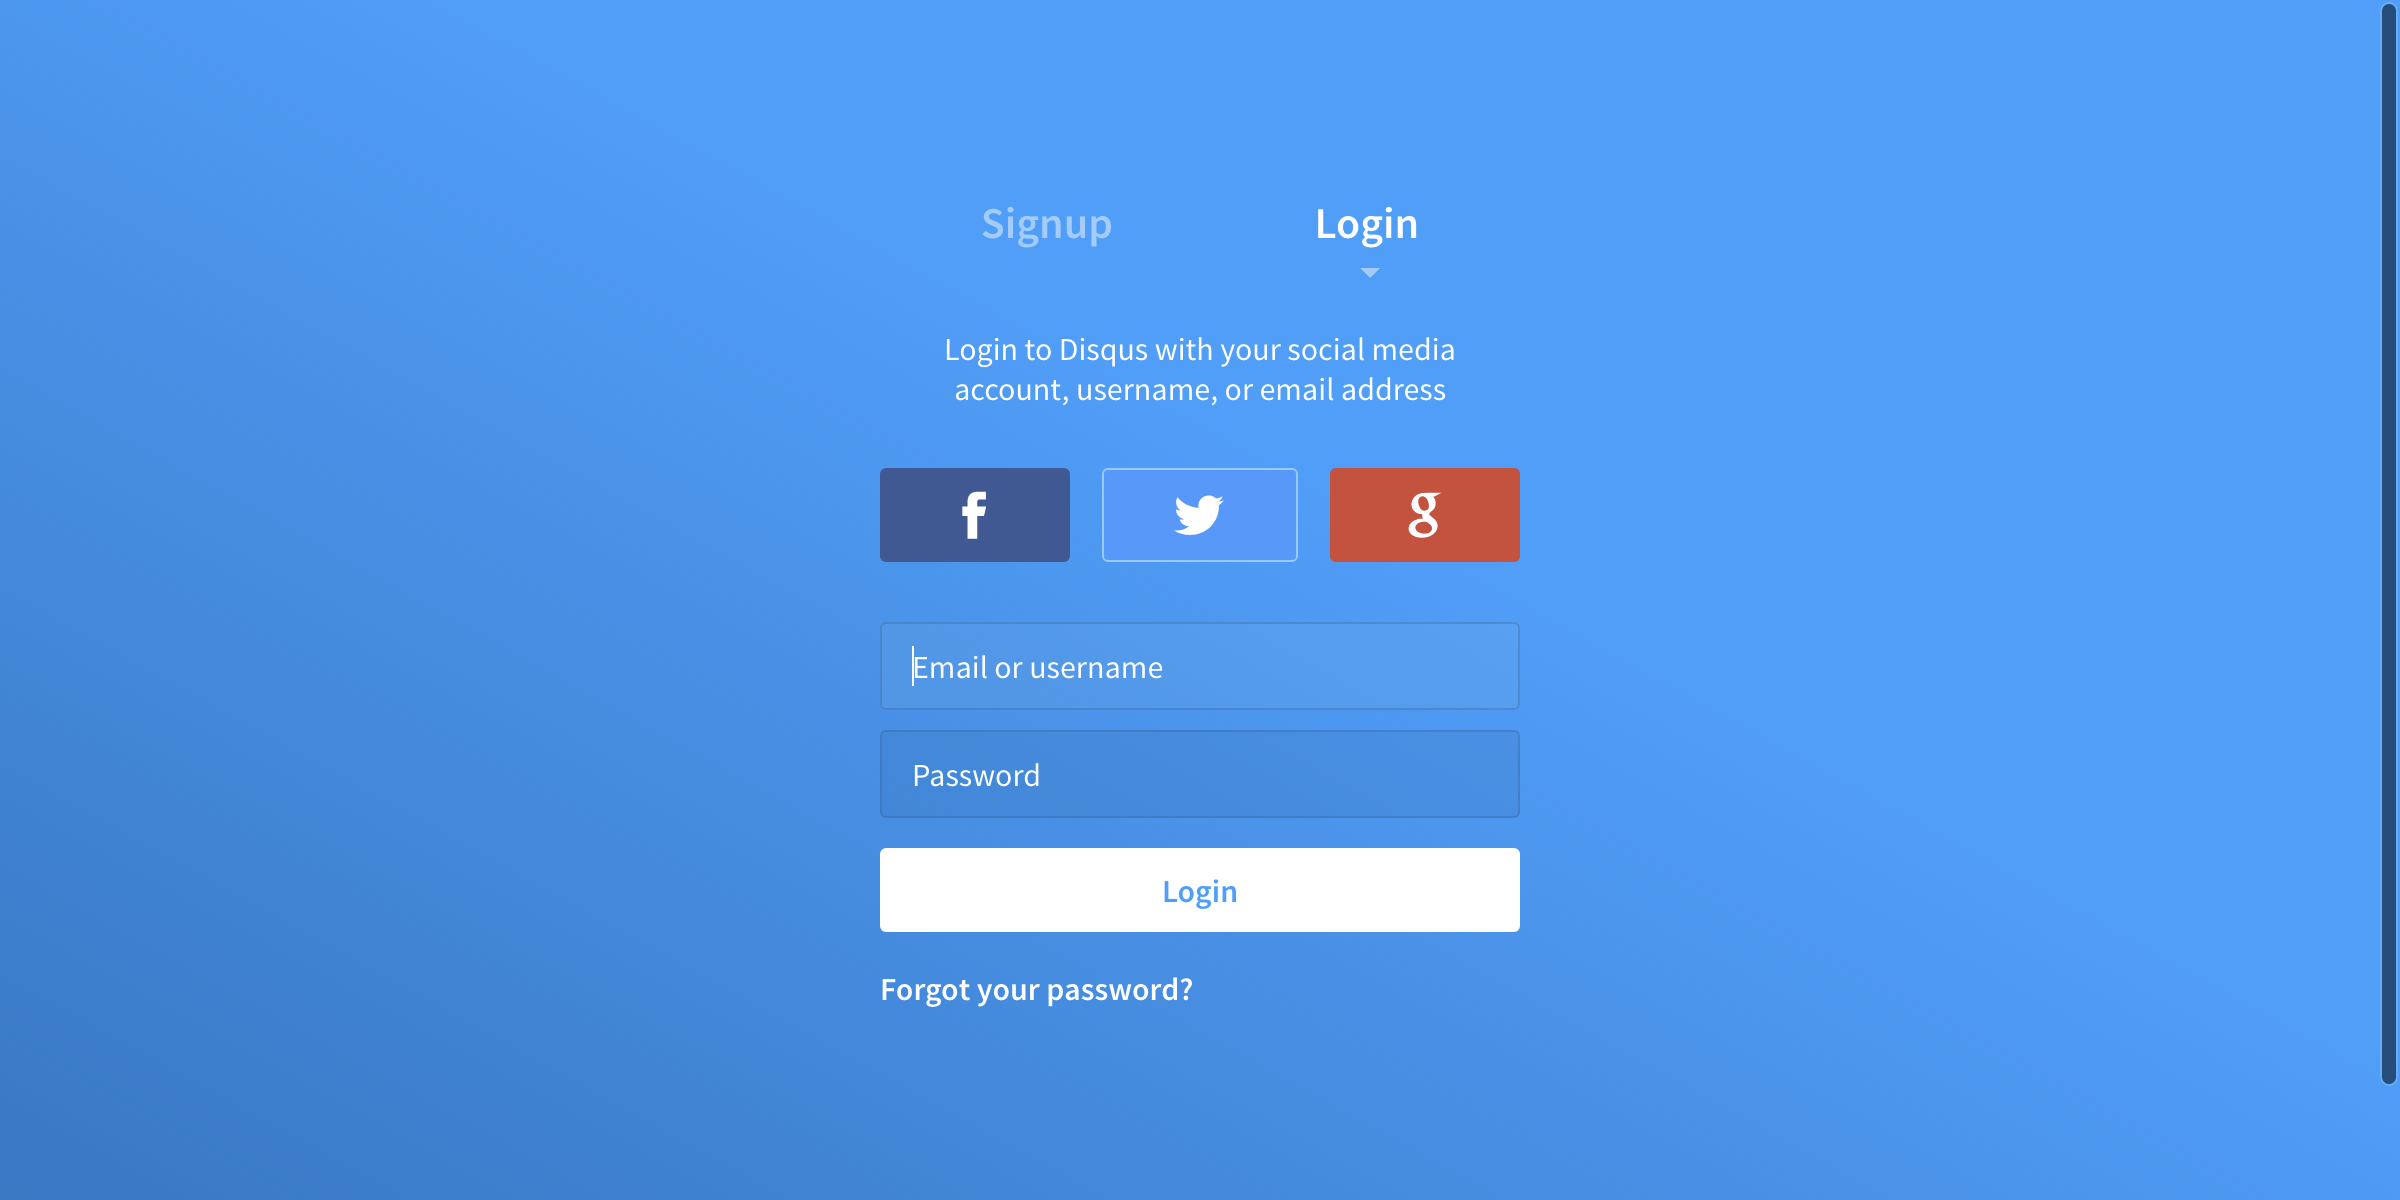 Signup
Login
Login to Disqus with your social media
account, username, or email address
f
g
Email or username
Password
Login
Forgot your password?